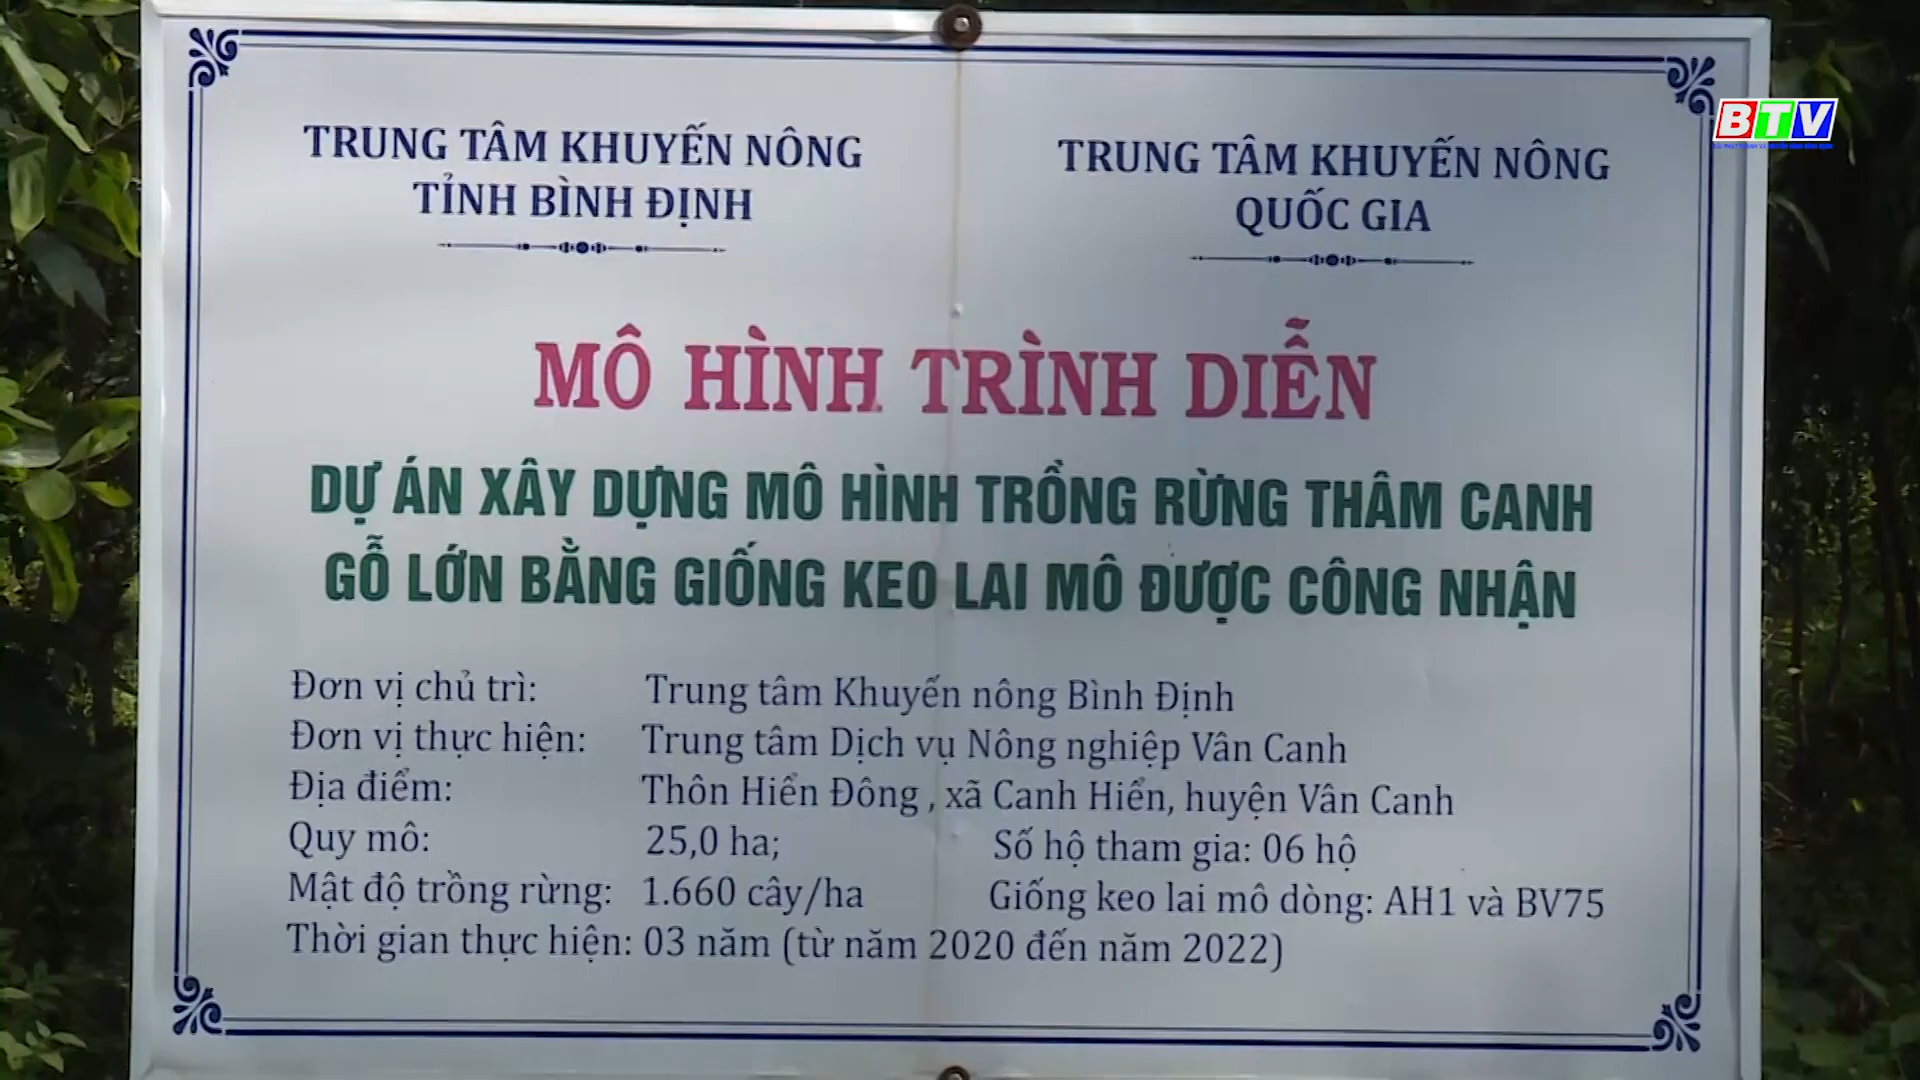 TRUNG TÂM KHUYẾN NÔNG
TỈNH BÌNH ĐỊNH
TRUNG TÂM KHUYẾN NÔNG
QUỐC GIA
BTV
MÔ HÌNH TRÌNH DIỄN
DỰ ÁN XÂY DỰNG MÔ HÌNH TRỒNG RỪNG THÂM CANH
GỖ LỚN BẰNG GIỐNG KEO LAI MÔ ĐƯỢC CÔNG NHẬN
Đơn vị chủ trì: Trung tâm Khuyến nông Bình Định
Đơn vị thực hiện: Trung tâm Dịch vụ Nông nghiệp Vân Canh
Địa điểm: Thôn Hiển Đông , xã Canh Hiển, huyện Vân Canh
Quy mô: 25,0 ha; Số hộ tham gia: 06 hộ
Mật độ trồng rừng: 1.660 cây/ha Giống keo lai mô dòng: AH1 và BV75
Thời gian thực hiện: 03 năm (từ năm 2020 đến năm 2022)